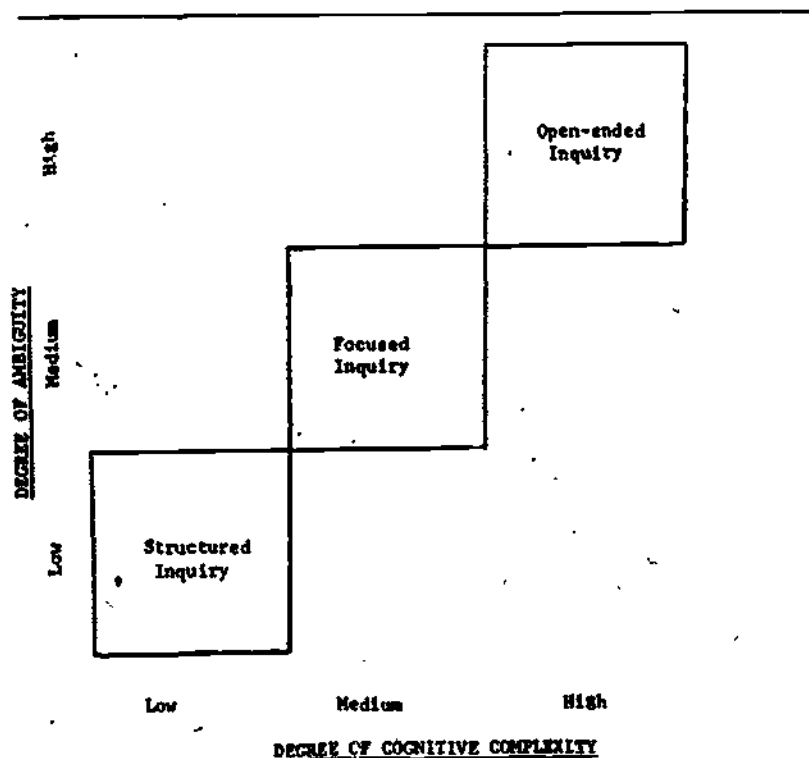 High
Open-ended
Inquiry
DEGREE OF AMBIGUITY
Medium
Focused
Inquiry
Low
Structured
Inquiry
Low Medium High
DEGREE OF COGNITIVE COMPLEXITY